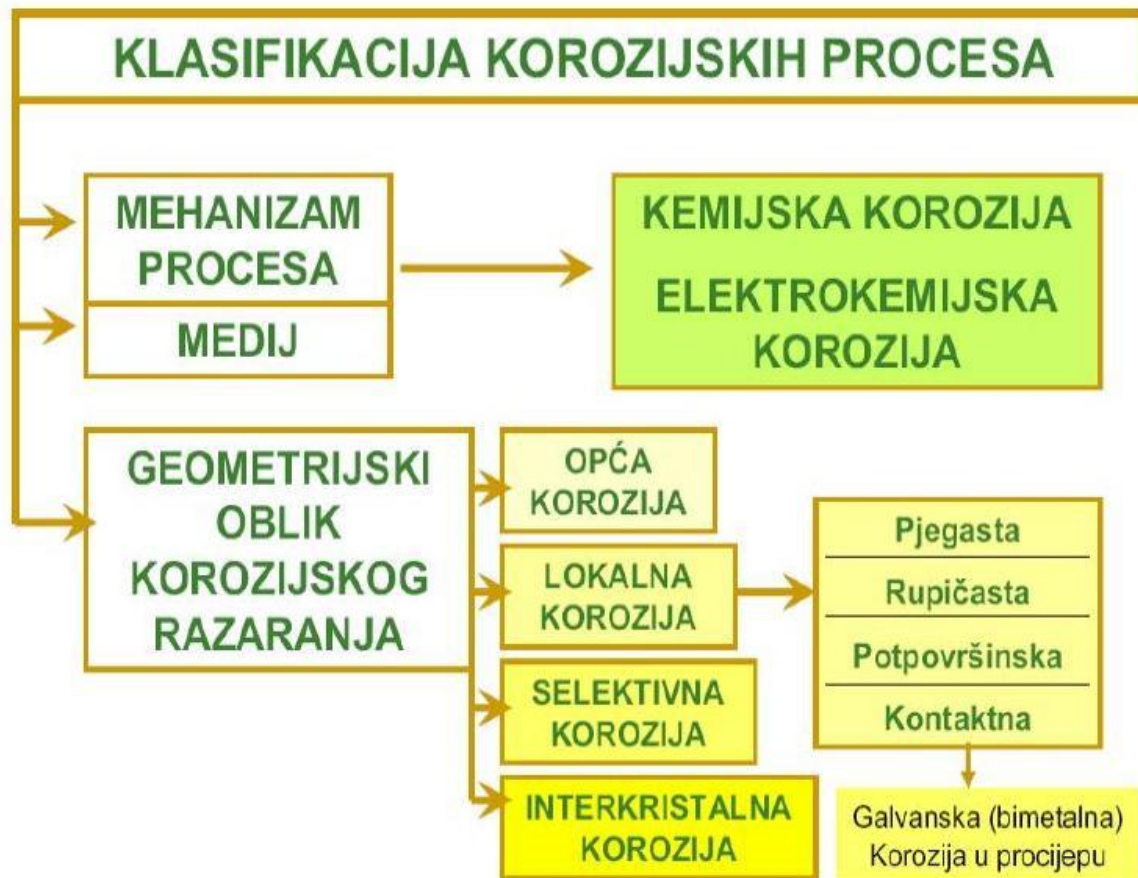 KLASIFIKACIJA KOROZIJSKIH PROCESA
MEHANIZAM
PROCESA
MEDIJ
KEMIJSKA KOROZIJA
ELEKTROKEMIJSKA
KOROZIJA
GEOMETRIJSKI
OBLIK
KOROZIJSKOG
RAZARANJA
OPĆA
KOROZIJA
LOKALNA
KOROZIJA
SELEKTIVNA
KOROZIJA
INTERKRISTALNA
KOROZIJA
Pjegasta
Rupičasta
Potpovršinska
Kontaktna
Galvanska (bimetalna)
Korozija u procijepu